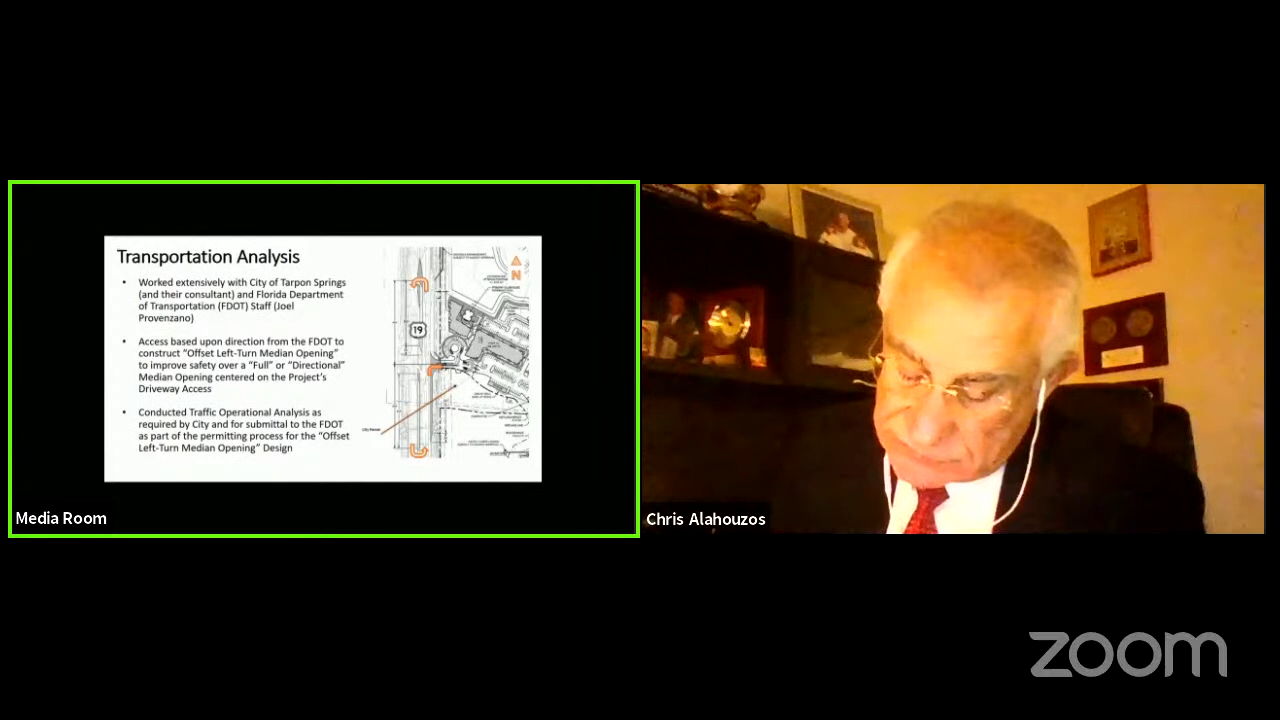 Transportation Analysis
• Worked extensively with City of Tarpon Springs
(and their consultant) and Florida Department
of Transportation (FDOT) Staff (Joel
Provenzano)
• Access based upon direction from the FDOT to
construct “Offset Left-Turn Median Opening”
to improve safety over a “Full” or “Directional”
Median Opening centered on the Project’s
Driveway Access
• Conducted Traffic Operational Analysis as
required by City and for submittal to the FDOT
as part of the permitting process for the “Offset
Left-Turn Median Opening” Design
N
19
Media Room
Chris Alahouzos
zoom